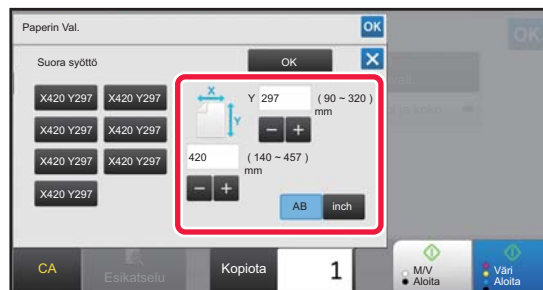 Paperin Val.
OK
OK
Suora syöttö
OK
X420 Y297
X420 Y297
X
Y
Y
297
( 90 ~ 320 )
mm
X420 Y297
X420 Y297
420
( 140 ~ 457 )
mm
X420 Y297
X420 Y297
X420 Y297
AB
inch
CA
Esikatselu
Kopiota
1
M/V
Aloita
Väri
Aloita